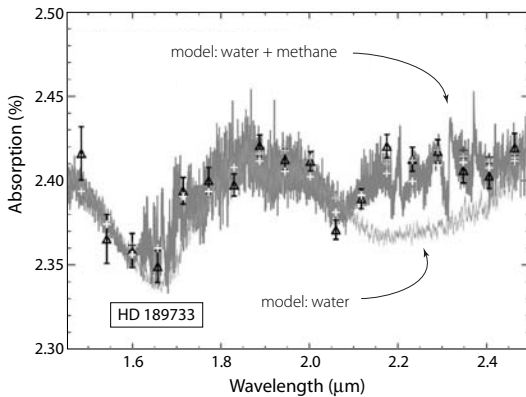 2.50
model: water + methane
2.45
Absorption (%)
2.40
2.35
model: water
HD 189733
2.30
1.6
1.8
2.0
2.2
2.4
Wavelength (μm)